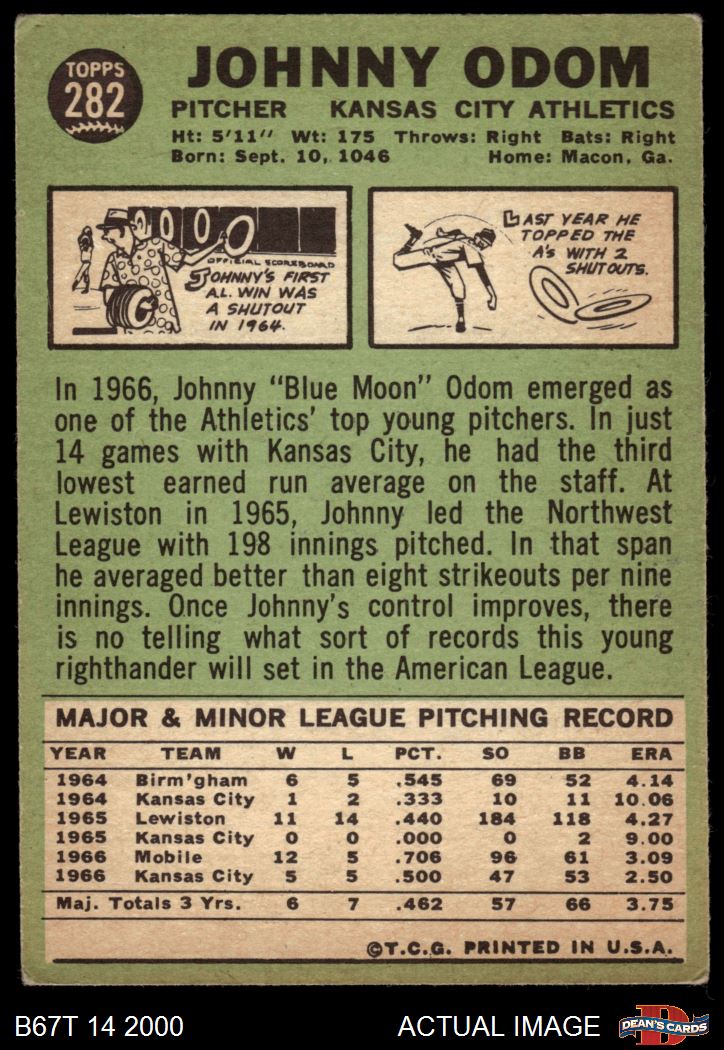 TOPPS
282
JOHNNY ODOM
PITCHER KANSAS CITY ATHLETICS
Ht: 5'11" Wt: 175 Throws: Right Bats: Right
Born: Sept. 10, 1046 Home: Macon, Ga.
0 0 0 0
OFFICIAL SCOREBOARD
JOHNNY'S FIRST
A.L. WIN WAS
A SHUTOUT
IN 1964.
LAST YEAR HE
TOPPED THE
A's WITH 2
SHUTOUTS.
In 1966, Johnny "Blue Moon" Odom emerged as
one of the Athletics' top young pitchers. In just
14 games with Kansas City, he had the third
lowest earned run average on the staff. At
Lewiston in 1965, Johnny led the Northwest
League with 198 innings pitched. In that span
he averaged better than eight strikeouts per nine
innings. Once Johnny's control improves, there
is no telling what sort of records this young
righthander will set in the American League.
MAJOR & MINOR LEAGUE PITCHING RECORD
YEAR TEAM W L PCT. SO BB ERA
1964 Birm'gham 6 5 .545 69 52 4.14
1964 Kansas City 1 2 .333 10 11 10.06
1965 Lewiston 11 14 .440 184 118 4.27
1965 Kansas City 0 0 .000 0 2 9.00
1966 Mobile 12 5 .706 96 61 3.09
1966 Kansas City 5 5 .500 47 53 2.50
Maj. Totals 3 Yrs. 6 7 .462 57 66 3.75
©T.C.G. PRINTED IN U.S.A.
B67T 14 2000 ACTUAL IMAGE
D
DEAN'S CARDS